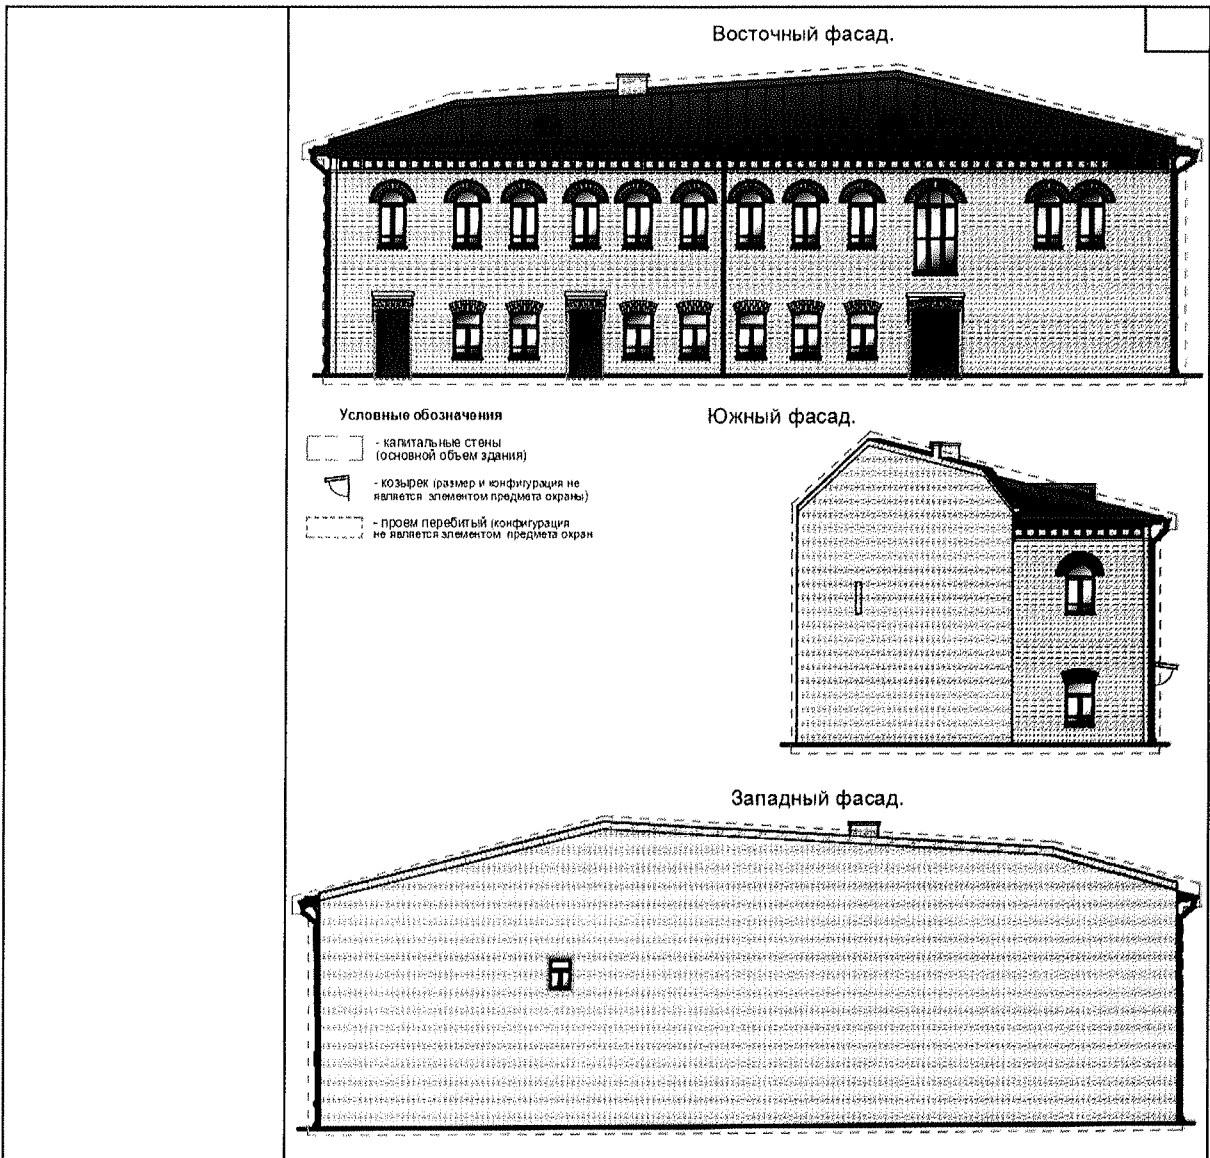 Восточный фасад.
Условные обозначения
- капитальные стены
(основной объем здания)
- козырек (размер и конфигурация не
является элементом предмета охраны)
- проем перебитый (конфигурация
не является элементом предмета охран
Южный фасад.
Западный фасад.